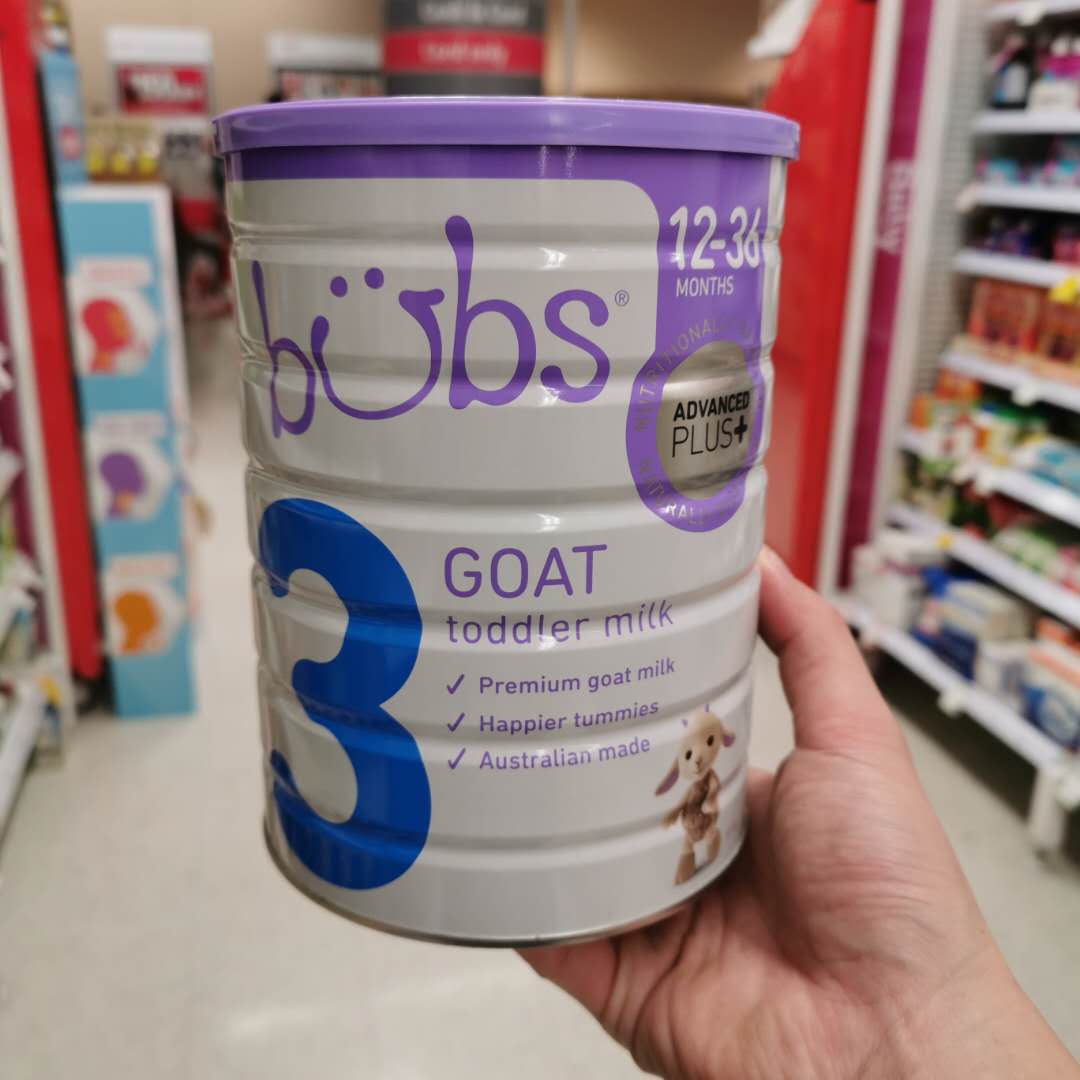 bubs®
12-36
MONTHS
ADVANCED
PLUS+
3
GOAT
toddler milk
✓ Premium goat milk
✓ Happier tummies
✓ Australian made